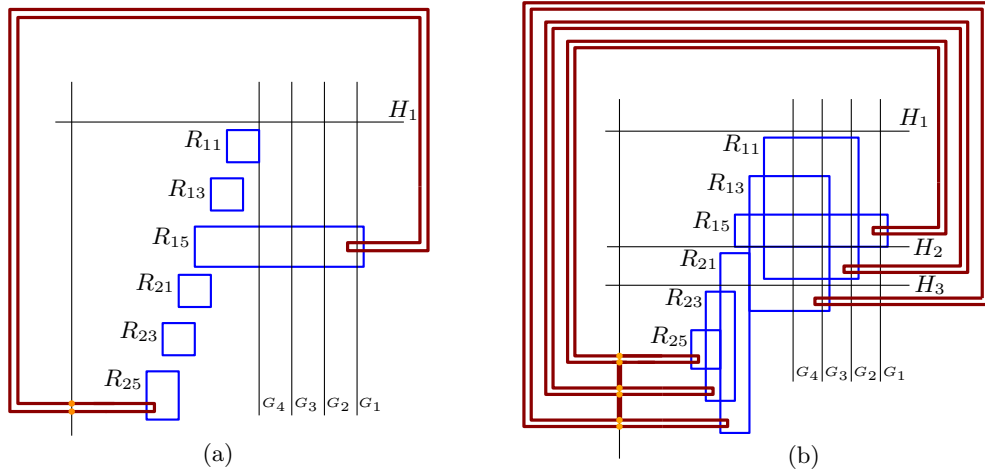 H₁
R₁₁
R₁₃
R₁₅
R₂₁
R₂₃
R₂₅
G₄ G₃ G₂ G₁
(a)
H₁
R₁₁
R₁₃
R₁₅
H₂
R₂₁
H₃
R₂₃
R₂₅
G₄ G₃ G₂ G₁
(b)